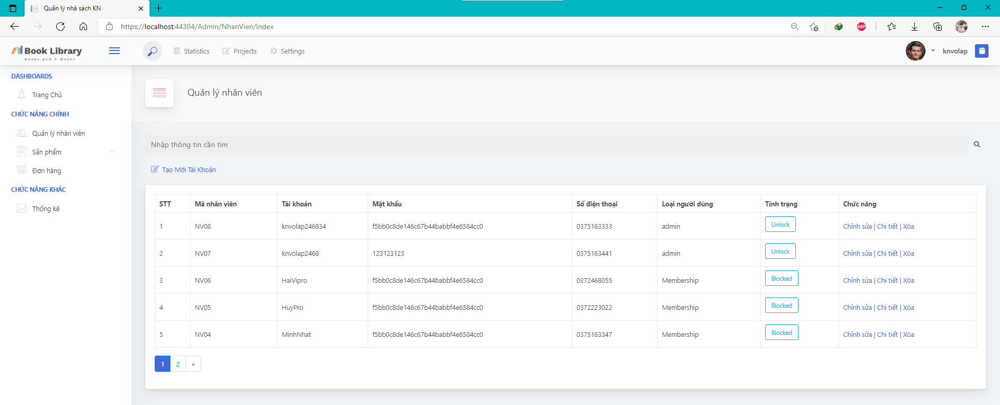 Quản lý nhà sách KN
https://localhost:44304/Admin/NhanVien/Index
ABP
Book Library
Books and E-Books
Statistics
Projects
Settings
knvolap
DASHBOARDS
Trang Chủ
CHỨC NĂNG CHÍNH
Quản lý nhân viên
Sản phẩm
Đơn hàng
CHỨC NĂNG KHÁC
Thống kê
Quản lý nhân viên
Nhập thông tin cần tìm
Tạo Mới Tài Khoản
STT Mã nhân viên Tài khoản Mật khẩu Số điện thoại Loại người dùng Tình trạng Chức năng
1 NV08 knvolap246834 f5bb0c8de146c67b44babbf4e6584cc0 0375163333 admin Unlock Chỉnh sửa | Chi tiết | Xóa
2 NV07 knvolap2468 123123123 0375163441 admin Unlock Chỉnh sửa | Chi tiết | Xóa
3 NV06 HaiVipro f5bb0c8de146c67b44babbf4e6584cc0 0372468055 Membership Blocked Chỉnh sửa | Chi tiết | Xóa
4 NV05 HuyPro f5bb0c8de146c67b44babbf4e6584cc0 0372223022 Membership Blocked Chỉnh sửa | Chi tiết | Xóa
5 NV04 MinhNhat f5bb0c8de146c67b44babbf4e6584cc0 0375163347 Membership Blocked Chỉnh sửa | Chi tiết | Xóa
1 2 »